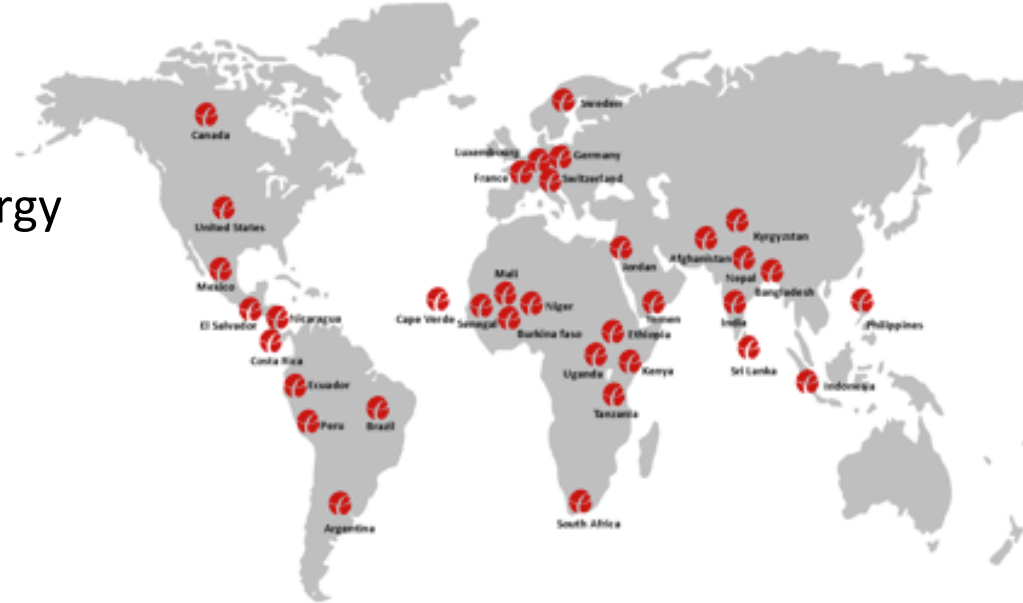 rgy
Canada
United States
Mexico
El Salvador
Nicaragua
Costa Rica
Ecuador
Peru
Brazil
Argentina
Sweden
Luxembourg
Germany
France
Switzerland
Jordan
Mali
Cape Verde
Senegal
Niger
Burkina faso
Yemen
Ethiopia
Uganda
Kenya
Tanzania
South Africa
Kyrgyzstan
Afghanistan
Nepal
Bangladesh
India
Sri Lanka
Philippines
Indonesia